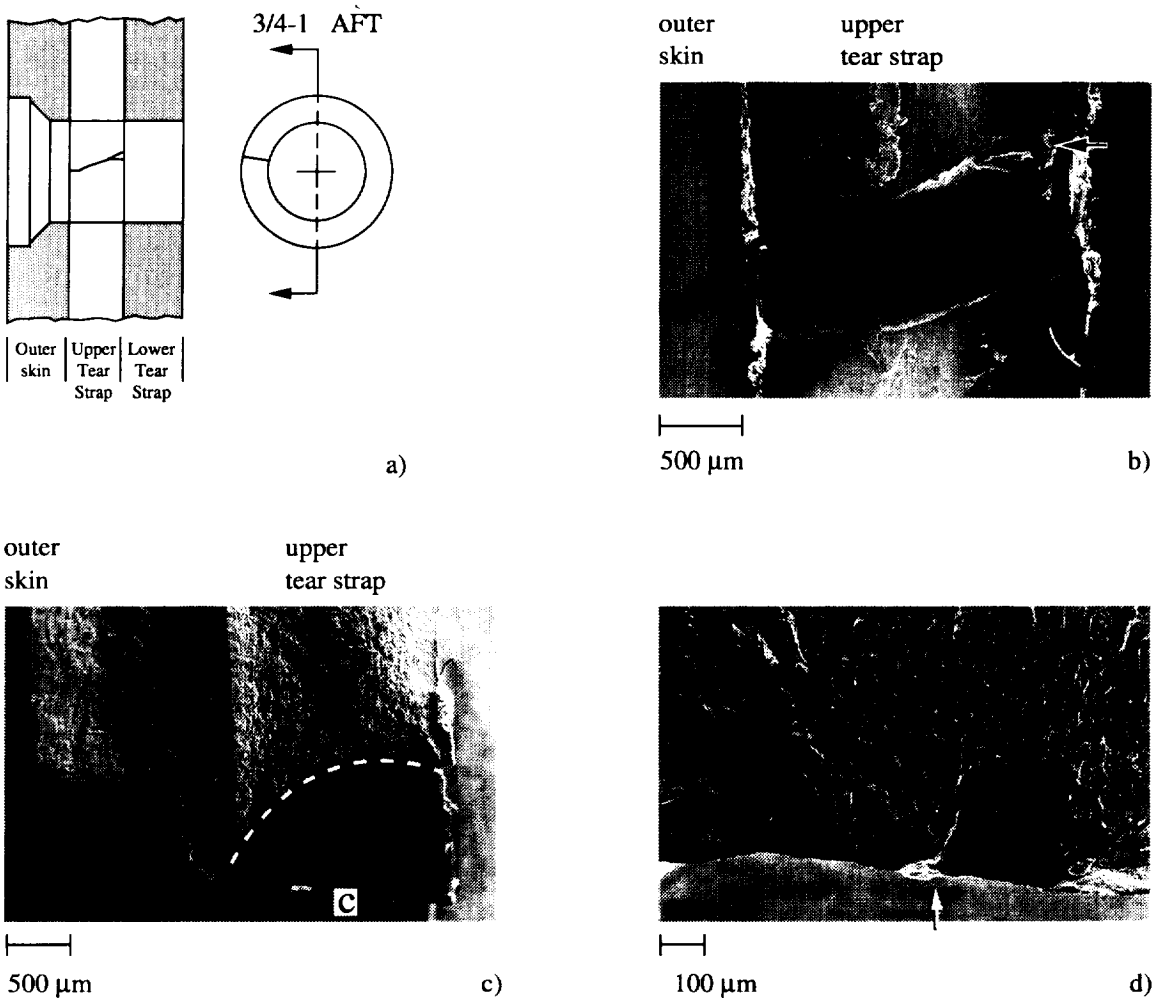 3/4-1 AFT
Outer
skin
Upper
Tear
Strap
Lower
Tear
Strap
a)
outer
skin
upper
tear strap
500 μm
b)
outer
skin
upper
tear strap
C
500 μm
c)
100 μm
d)